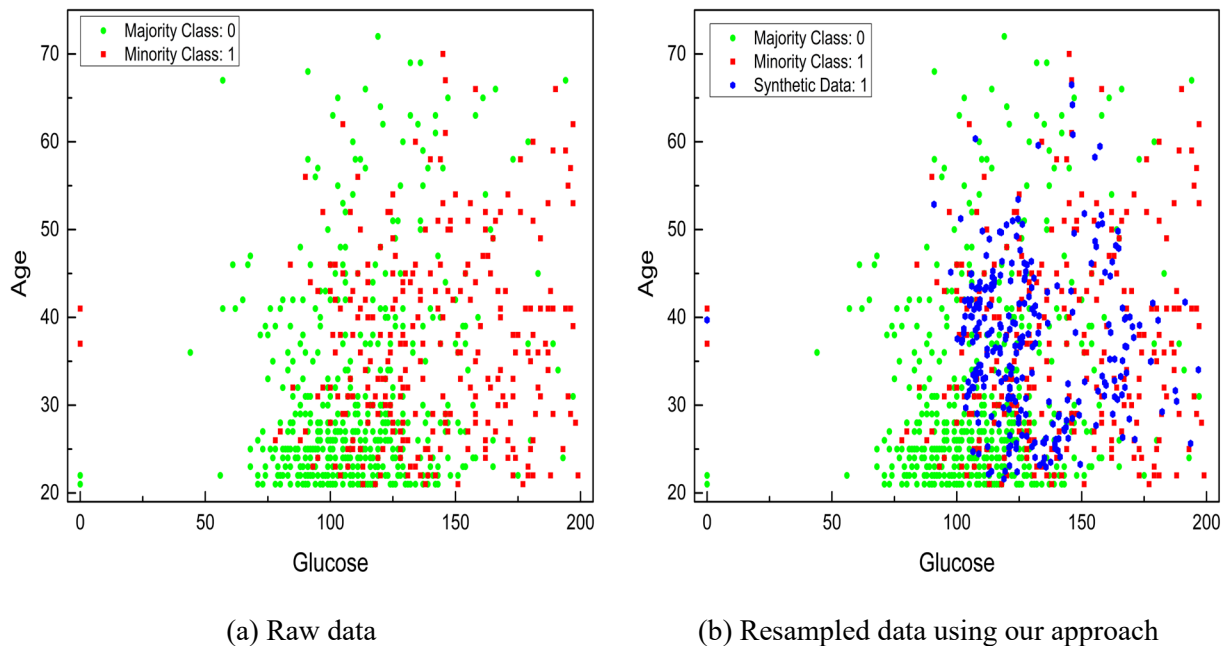 Majority Class: 0
Minority Class: 1
70
60
50
40
30
20
Age
0
50
100
150
200
Glucose
(a) Raw data
Majority Class: 0
Minority Class: 1
Synthetic Data: 1
70
60
50
40
30
20
Age
0
50
100
150
200
Glucose
(b) Resampled data using our approach